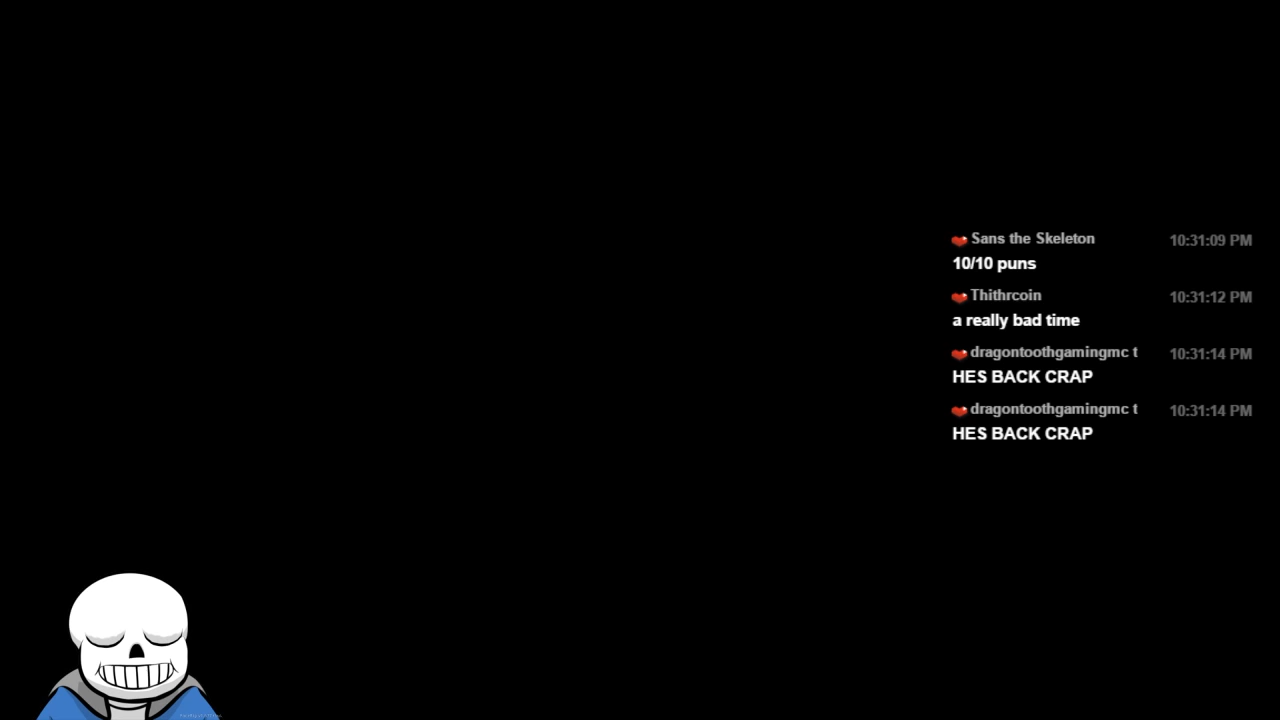 Sans the Skeleton 10:31:09 PM
10/10 puns
Thithrcoin 10:31:12 PM
a really bad time
dragontoothgamingmc t 10:31:14 PM
HES BACK CRAP
dragontoothgamingmc t 10:31:14 PM
HES BACK CRAP